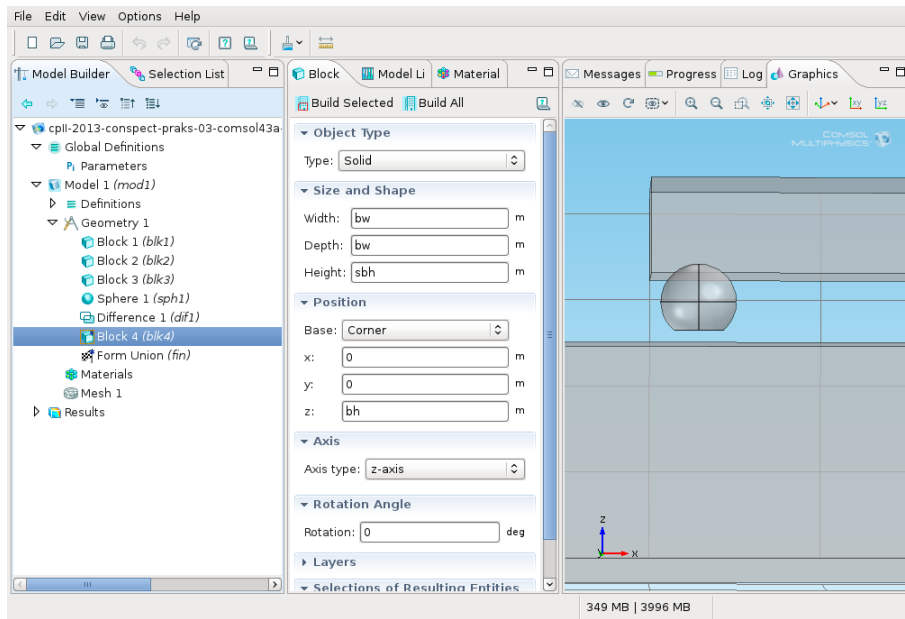 File Edit View Options Help
Model Builder Selection List
cpII-2013-conspect-praks-03-comsol43a-
Global Definitions
Pi Parameters
Model 1 (mod1)
Definitions
Geometry 1
Block 1 (blk1)
Block 2 (blk2)
Block 3 (blk3)
Sphere 1 (sph1)
Difference 1 (dif1)
Block 4 (blk4)
Form Union (fin)
Materials
Mesh 1
Results
Block Model Li Material
Build Selected Build All
Object Type
Type: Solid
Size and Shape
Width: bw m
Depth: bw m
Height: sbh m
Position
Base: Corner
x: 0 m
y: 0 m
z: bh m
Axis
Axis type: z-axis
Rotation Angle
Rotation: 0 deg
Layers
Selections of Resulting Entities
Messages Progress Log Graphics
xy yz
COMSOL
MULTIPHYSICS
z
y x
349 MB | 3996 MB